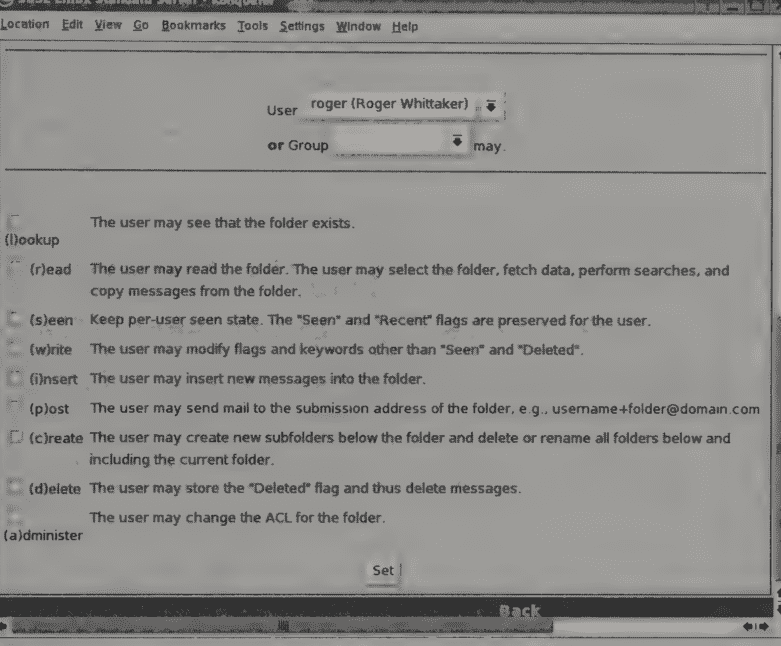 Location Edit View Go Bookmarks Tools Settings Window Help
User roger (Roger Whittaker)
or Group may.
The user may see that the folder exists.
(l)ookup
(r)ead The user may read the folder. The user may select the folder, fetch data, perform searches, and
copy messages from the folder.
(s)een Keep per-user seen state. The "Seen" and "Recent" flags are preserved for the user.
(w)rite The user may modify flags and keywords other than "Seen" and "Deleted".
(i)nsert The user may insert new messages into the folder.
(p)ost The user may send mail to the submission address of the folder, e.g., username+folder@domain.com
(c)reate The user may create new subfolders below the folder and delete or rename all folders below and
including the current folder.
(d)elete The user may store the "Deleted" flag and thus delete messages.
The user may change the ACL for the folder.
(a)dminister
Set
Back